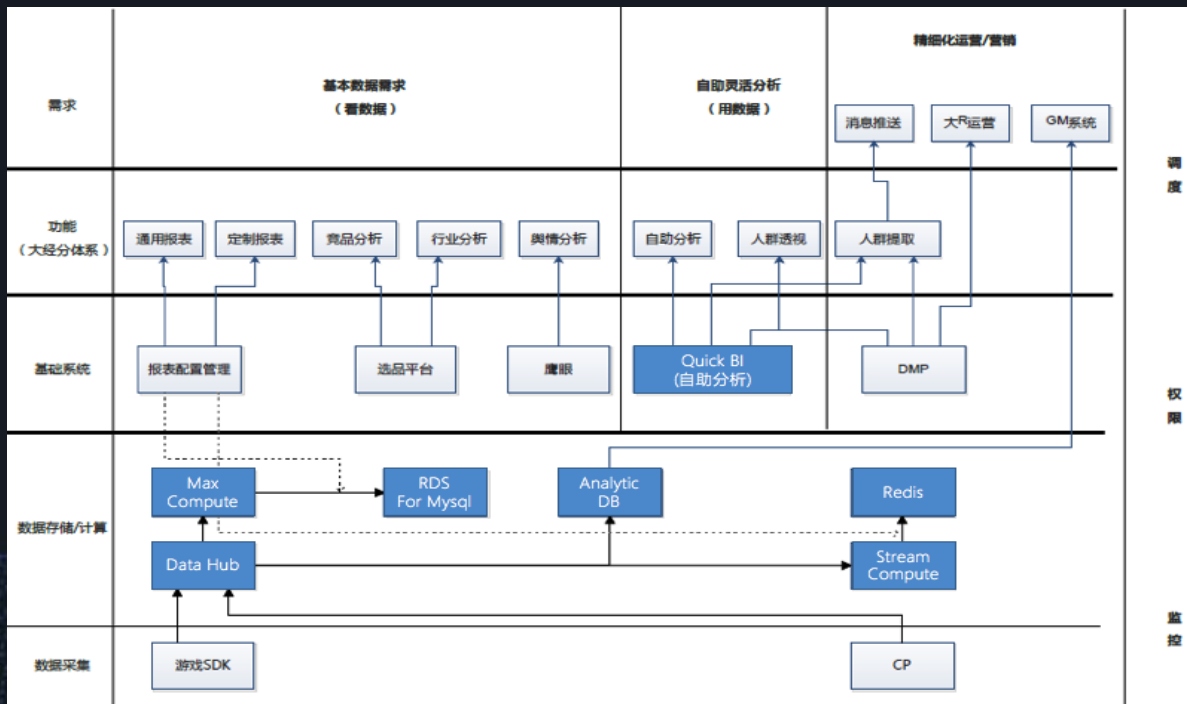 精细化运营/营销
基本数据需求
（看数据）
自助灵活分析
（用数据）
需求
消息推送
大R运营
GM系统
调
度
功能
（大经分体系）
通用报表
定制报表
竞品分析
行业分析
舆情分析
自助分析
人群透视
人群提取
基础系统
报表配置管理
选品平台
鹰眼
Quick BI
(自助分析)
DMP
权
限
数据存储/计算
Max
Compute
RDS
For Mysql
Analytic
DB
Redis
Data Hub
Stream
Compute
监
控
数据采集
游戏SDK
CP